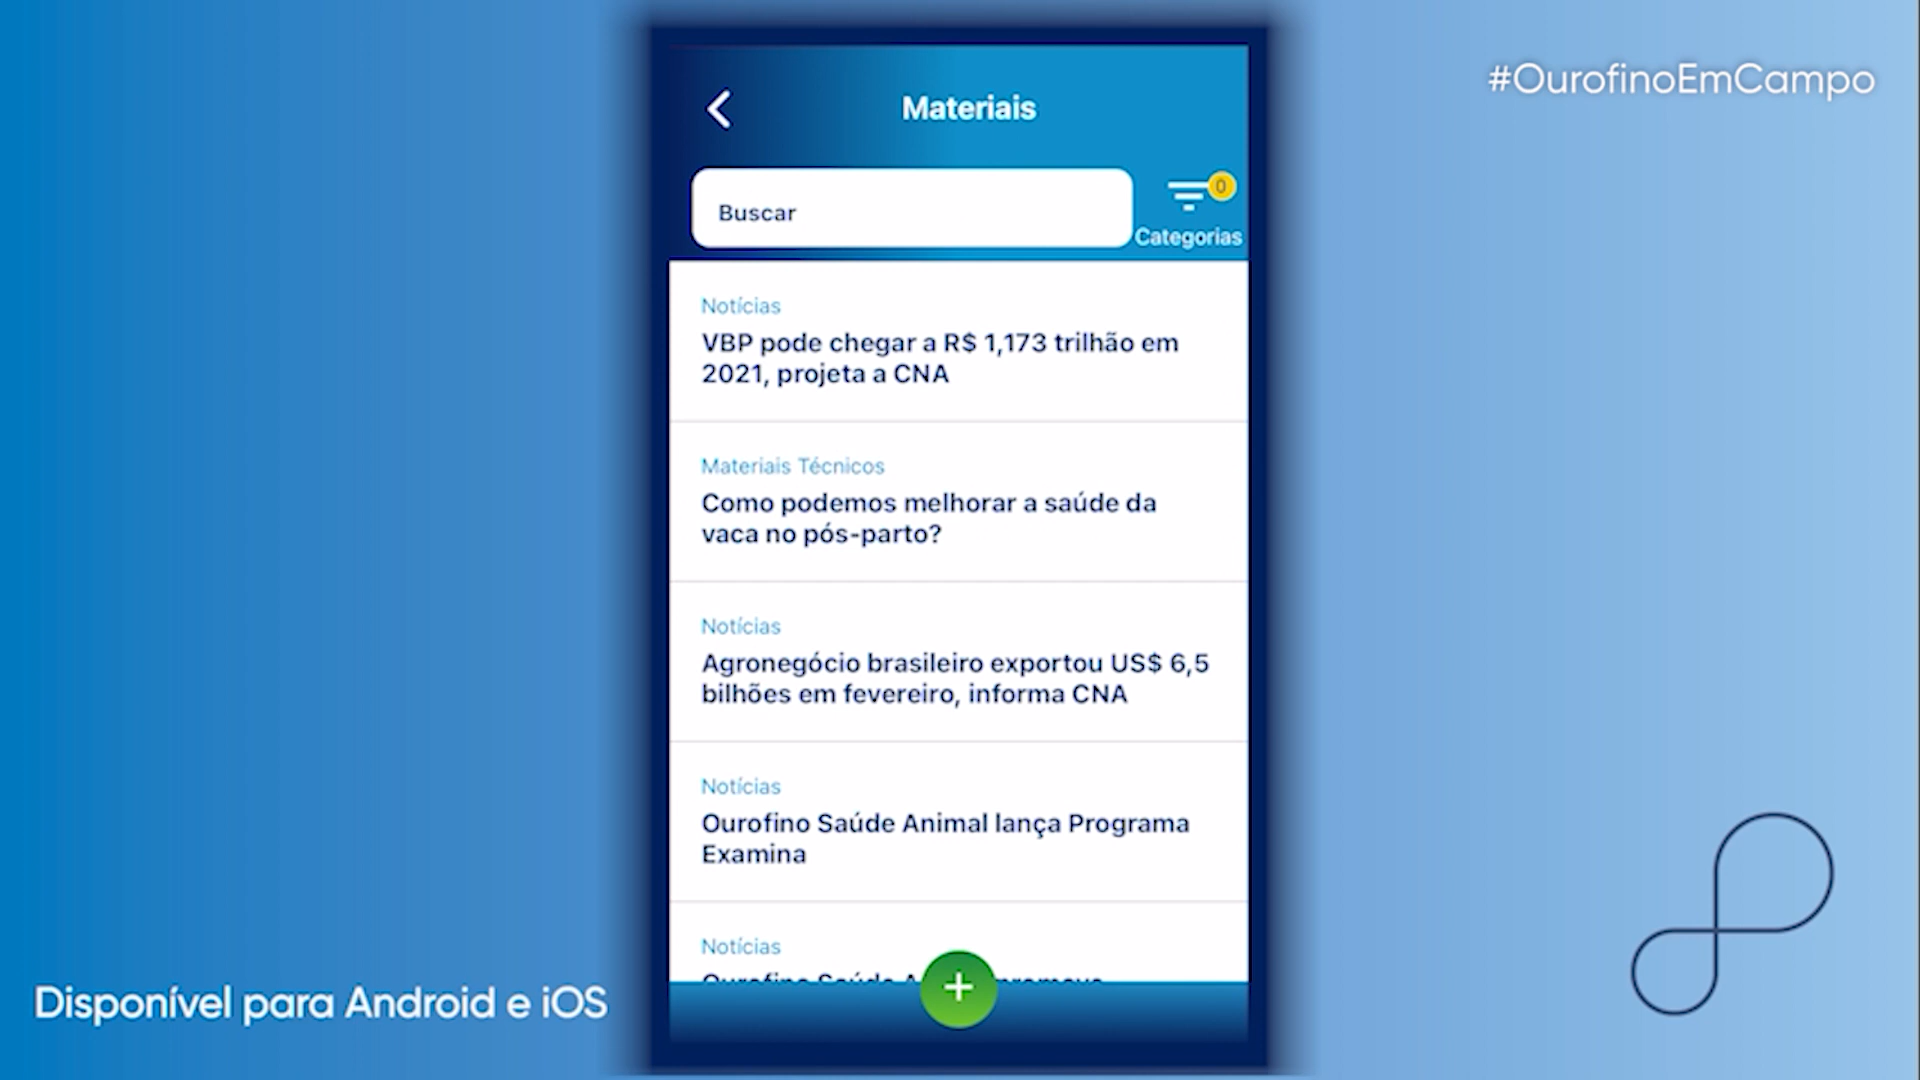 #OurofinoEmCampo
Materiais
Buscar
0
Categorias
Notícias
VBP pode chegar a R$ 1,173 trilhão em
2021, projeta a CNA
Materiais Técnicos
Como podemos melhorar a saúde da
vaca no pós-parto?
Notícias
Agronegócio brasileiro exportou US$ 6,5
bilhões em fevereiro, informa CNA
Notícias
Ourofino Saúde Animal lança Programa
Examina
Notícias
Ourofino Saúde
Disponível para Android e iOS